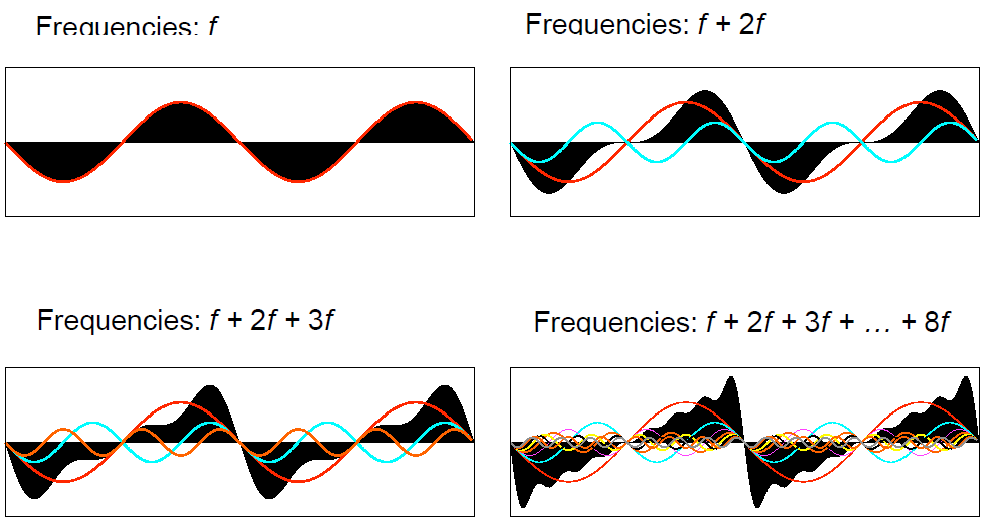 Frequencies: f
Frequencies: f + 2f
Frequencies: f + 2f + 3f
Frequencies: f + 2f + 3f + … + 8f